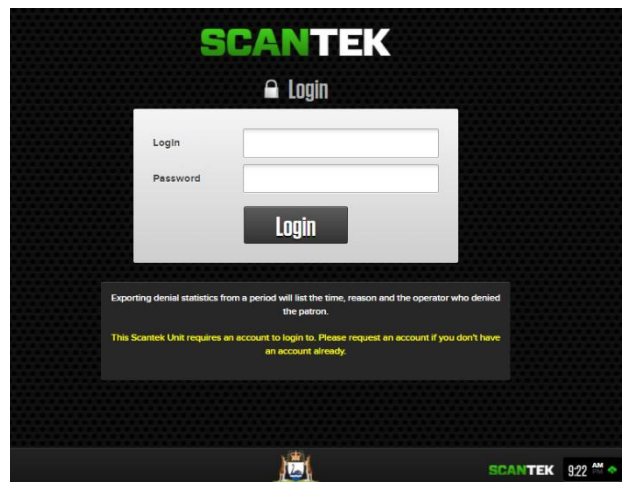 SCANTEK
Login
Login
Password
Login
Exporting denial statistics from a period will list the time, reason and the operator who denied
the patron.
This Scantek Unit requires an account to login to. Please request an account if you don't have
an account already.
SCANTEK 9:22 AM
PM